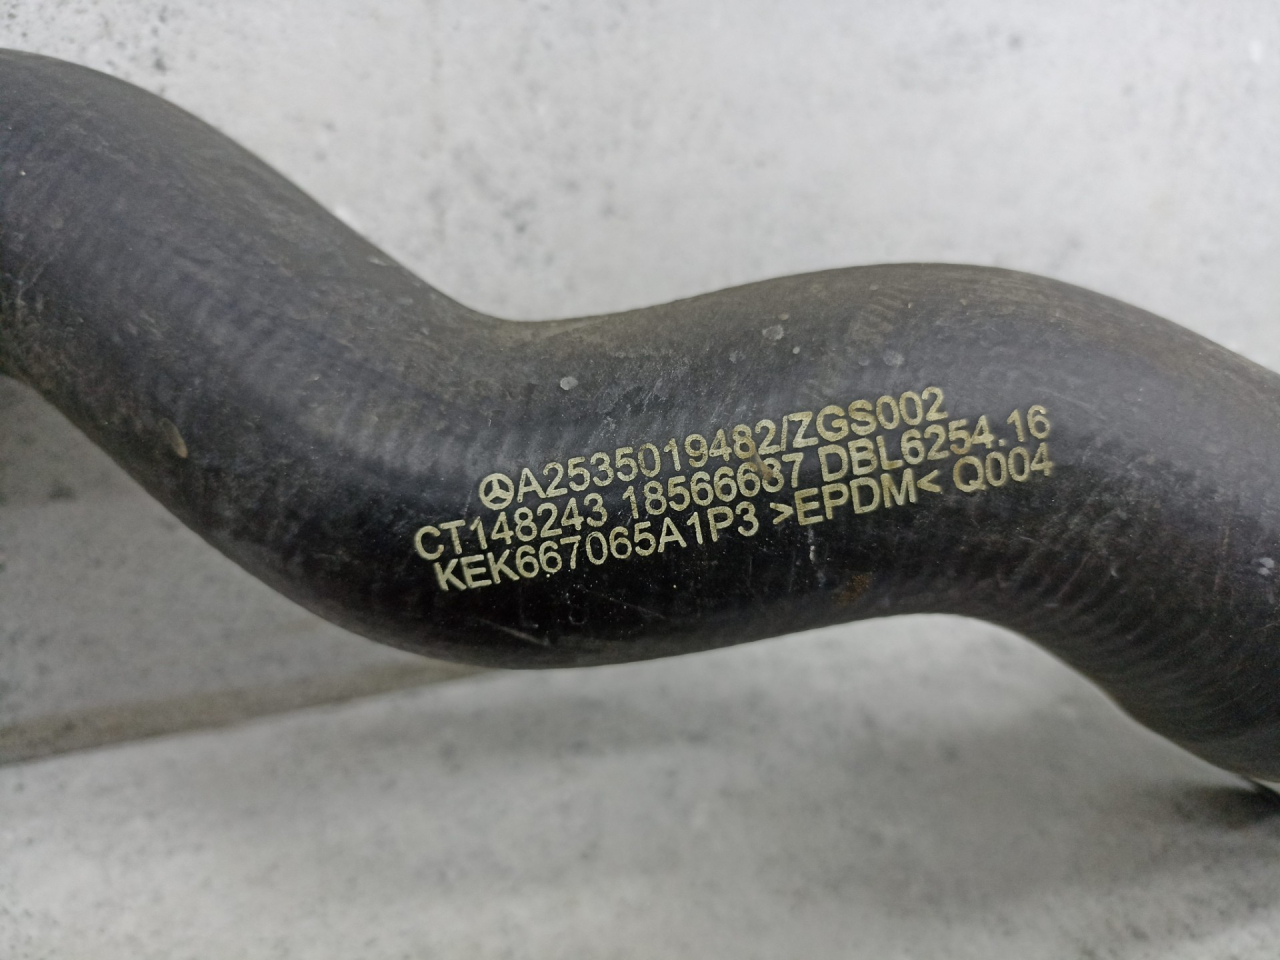 A2535019482/ZGS002
CT148243 18566637 DBL6254.16
KEK667065A1P3 >EPDM< Q004